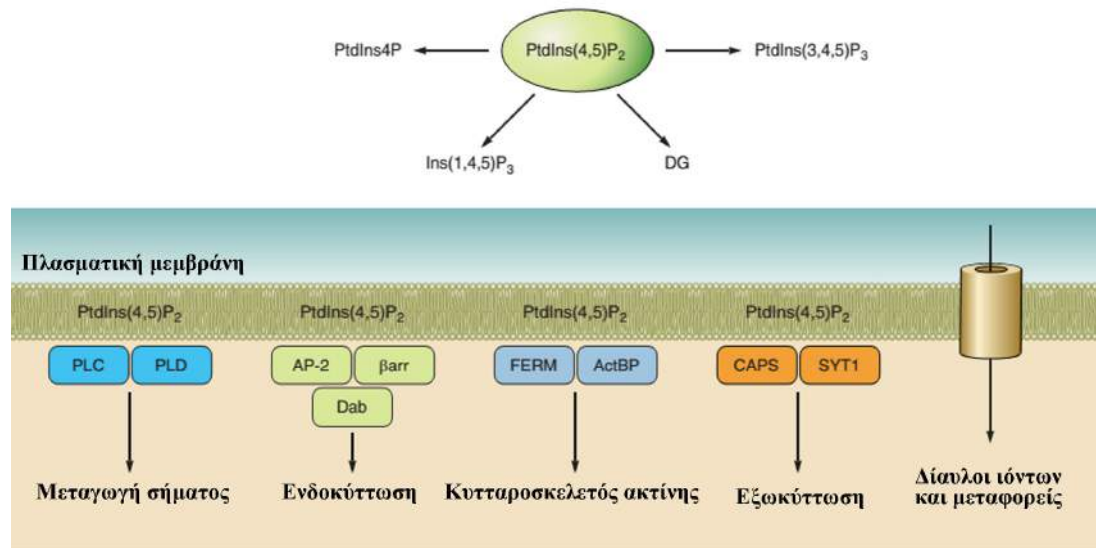 PtdIns4P
PtdIns(4,5)P2
PtdIns(3,4,5)P3
Ins(1,4,5)P3
DG
Πλασματική μεμβράνη
PtdIns(4,5)P2
PtdIns(4,5)P2
PtdIns(4,5)P2
PtdIns(4,5)P2
PLC
PLD
AP-2
βarr
Dab
FERM
ActBP
CAPS
SYT1
Μεταγωγή σήματος
Ενδοκύττωση
Κυτταροσκελετός ακτίνης
Εξωκύττωση
Δίαυλοι ιόντων
και μεταφορείς